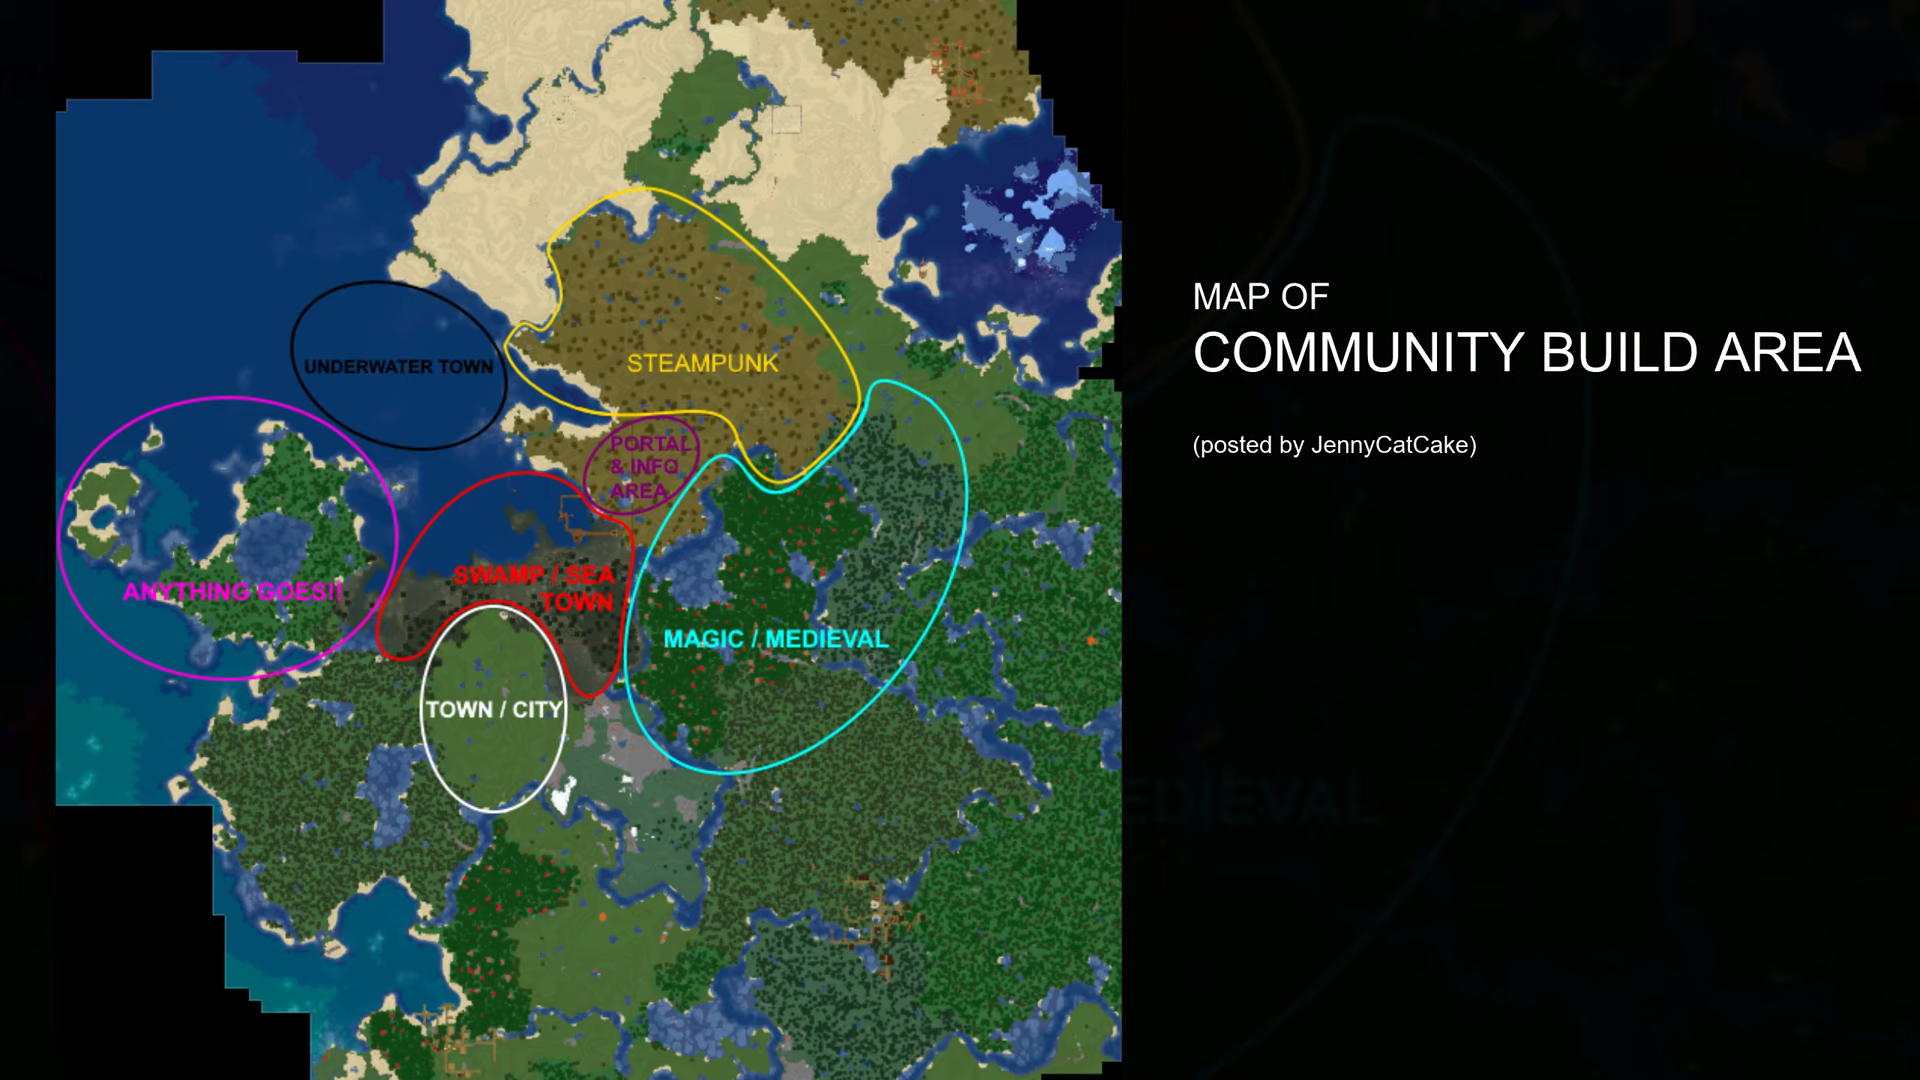 MAP OF
COMMUNITY BUILD AREA
(posted by JennyCatCake)
UNDERWATER TOWN
STEAMPUNK
PORTAL
& INFO
AREA
ANYTHING GOES!!
SWAMP / SEA
TOWN
MAGIC / MEDIEVAL
TOWN / CITY
EDIEVAL